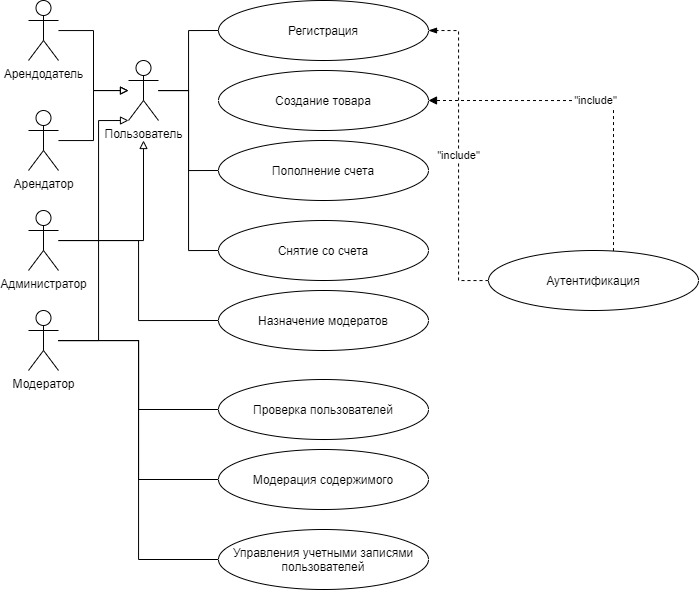 Регистрация
Арендодатель
Создание товара
"include"
Пользователь
"include"
Пополнение счета
Арендатор
Снятие со счета
Администратор
Аутентификация
Назначение модератов
Модератор
Проверка пользователей
Модерация содержимого
Управления учетными записями
пользователей